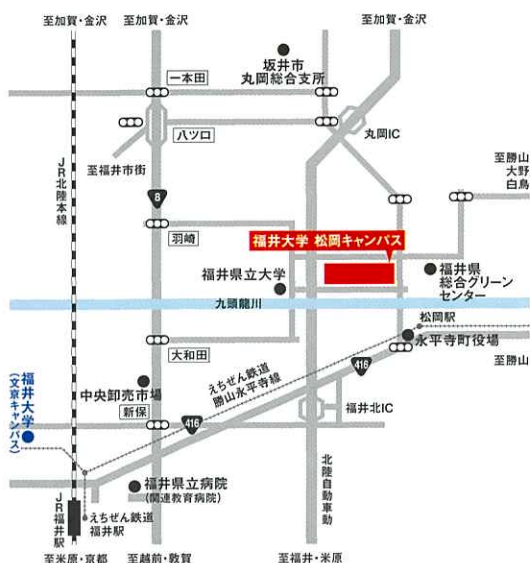 至加賀・金沢
至加賀・金沢
至加賀・金沢
坂井市
丸岡総合支所
一本田
丸岡IC
八ツ口
至福井市街
至勝山
大野
白鳥
JR北陸本線
8
羽崎
福井大学 松岡キャンパス
福井県立大学
福井県
総合グリーン
センター
九頭龍川
松岡駅
永平寺町役場
大和田
至勝山
416
えちぜん鉄道
勝山永平寺線
中央卸売市場
福井大学
(文京キャンパス)
新保
416
福井北IC
福井県立病院
(関連教育病院)
北陸自動車動
JR福井駅
えちぜん鉄道
福井駅
至米原・京都
至越前・敦賀
至福井・米原